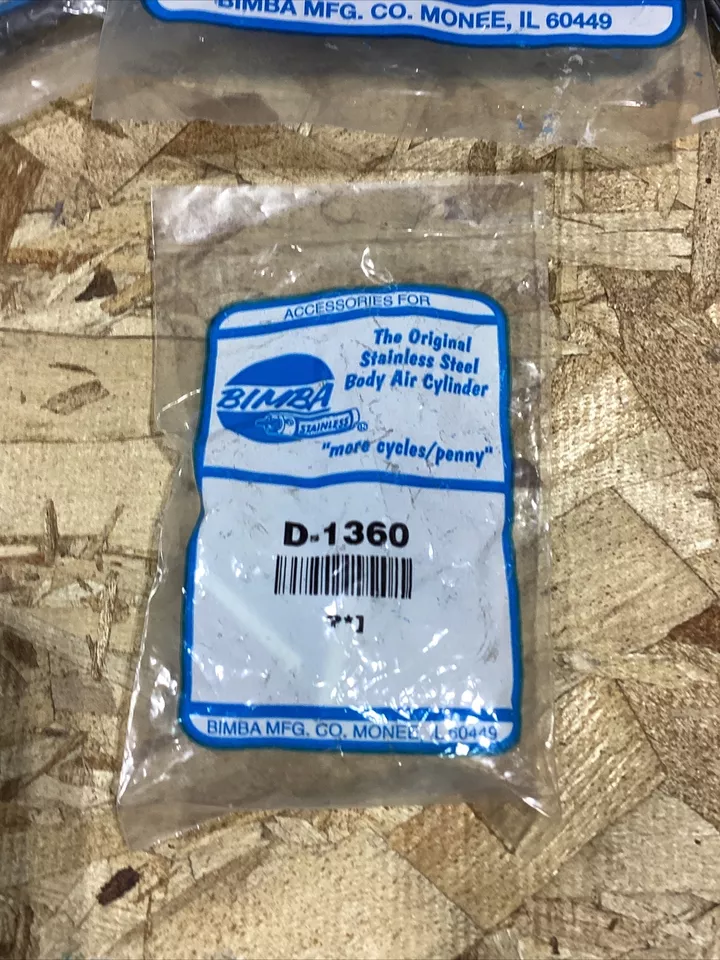 BIMBA MFG. CO. MONEE, IL 60449
ACCESSORIES FOR
The Original
Stainless Steel
Body Air Cylinder
BIMBA
STAINLESS
"more cycles/penny"
D-1360
BIMBA MFG. CO. MONEE, IL 60449